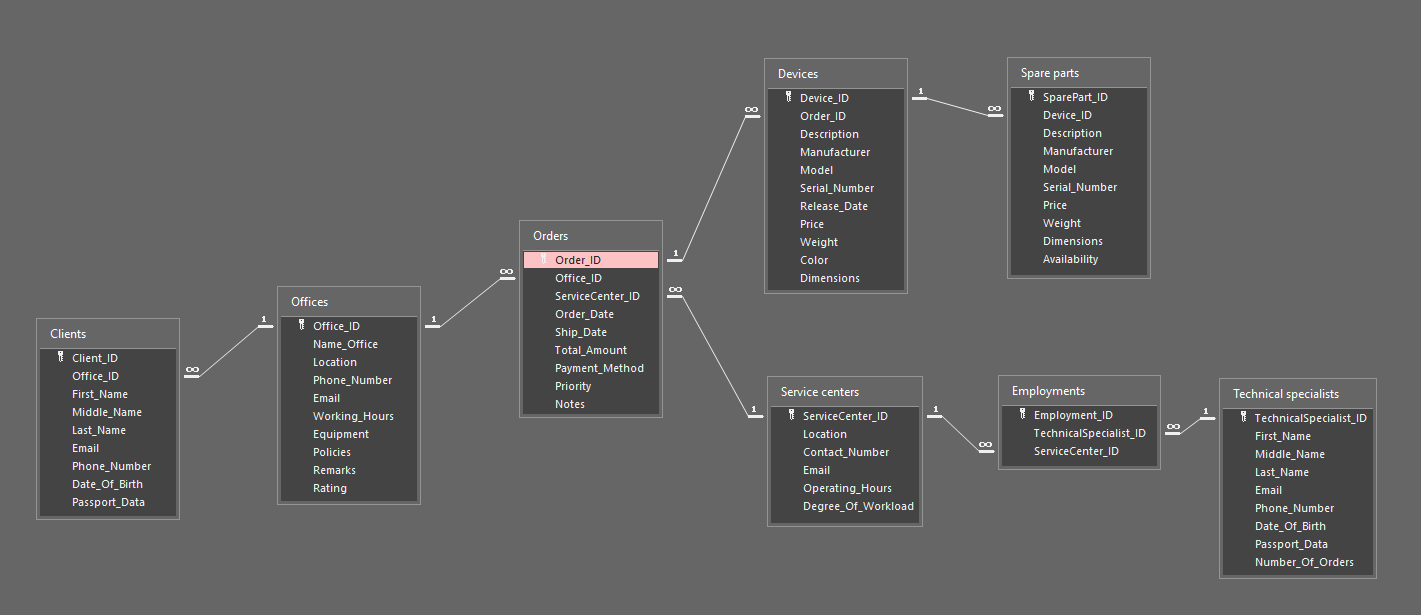 Clients
Client_ID
Office_ID
First_Name
Middle_Name
Last_Name
Email
Phone_Number
Date_Of_Birth
Passport_Data
∞
1
Offices
Office_ID
Name_Office
Location
Phone_Number
Email
Working_Hours
Equipment
Policies
Remarks
Rating
1
∞
Orders
Order_ID
Office_ID
ServiceCenter_ID
Order_Date
Ship_Date
Total_Amount
Payment_Method
Priority
Notes
1
∞
∞
1
Devices
Device_ID
Order_ID
Description
Manufacturer
Model
Serial_Number
Release_Date
Price
Weight
Color
Dimensions
1
∞
Spare parts
SparePart_ID
Device_ID
Description
Manufacturer
Model
Serial_Number
Price
Weight
Dimensions
Availability
Service centers
ServiceCenter_ID
Location
Contact_Number
Email
Operating_Hours
Degree_Of_Workload
1
∞
Employments
Employment_ID
TechnicalSpecialist_ID
ServiceCenter_ID
∞
1
Technical specialists
TechnicalSpecialist_ID
First_Name
Middle_Name
Last_Name
Email
Phone_Number
Date_Of_Birth
Passport_Data
Number_Of_Orders